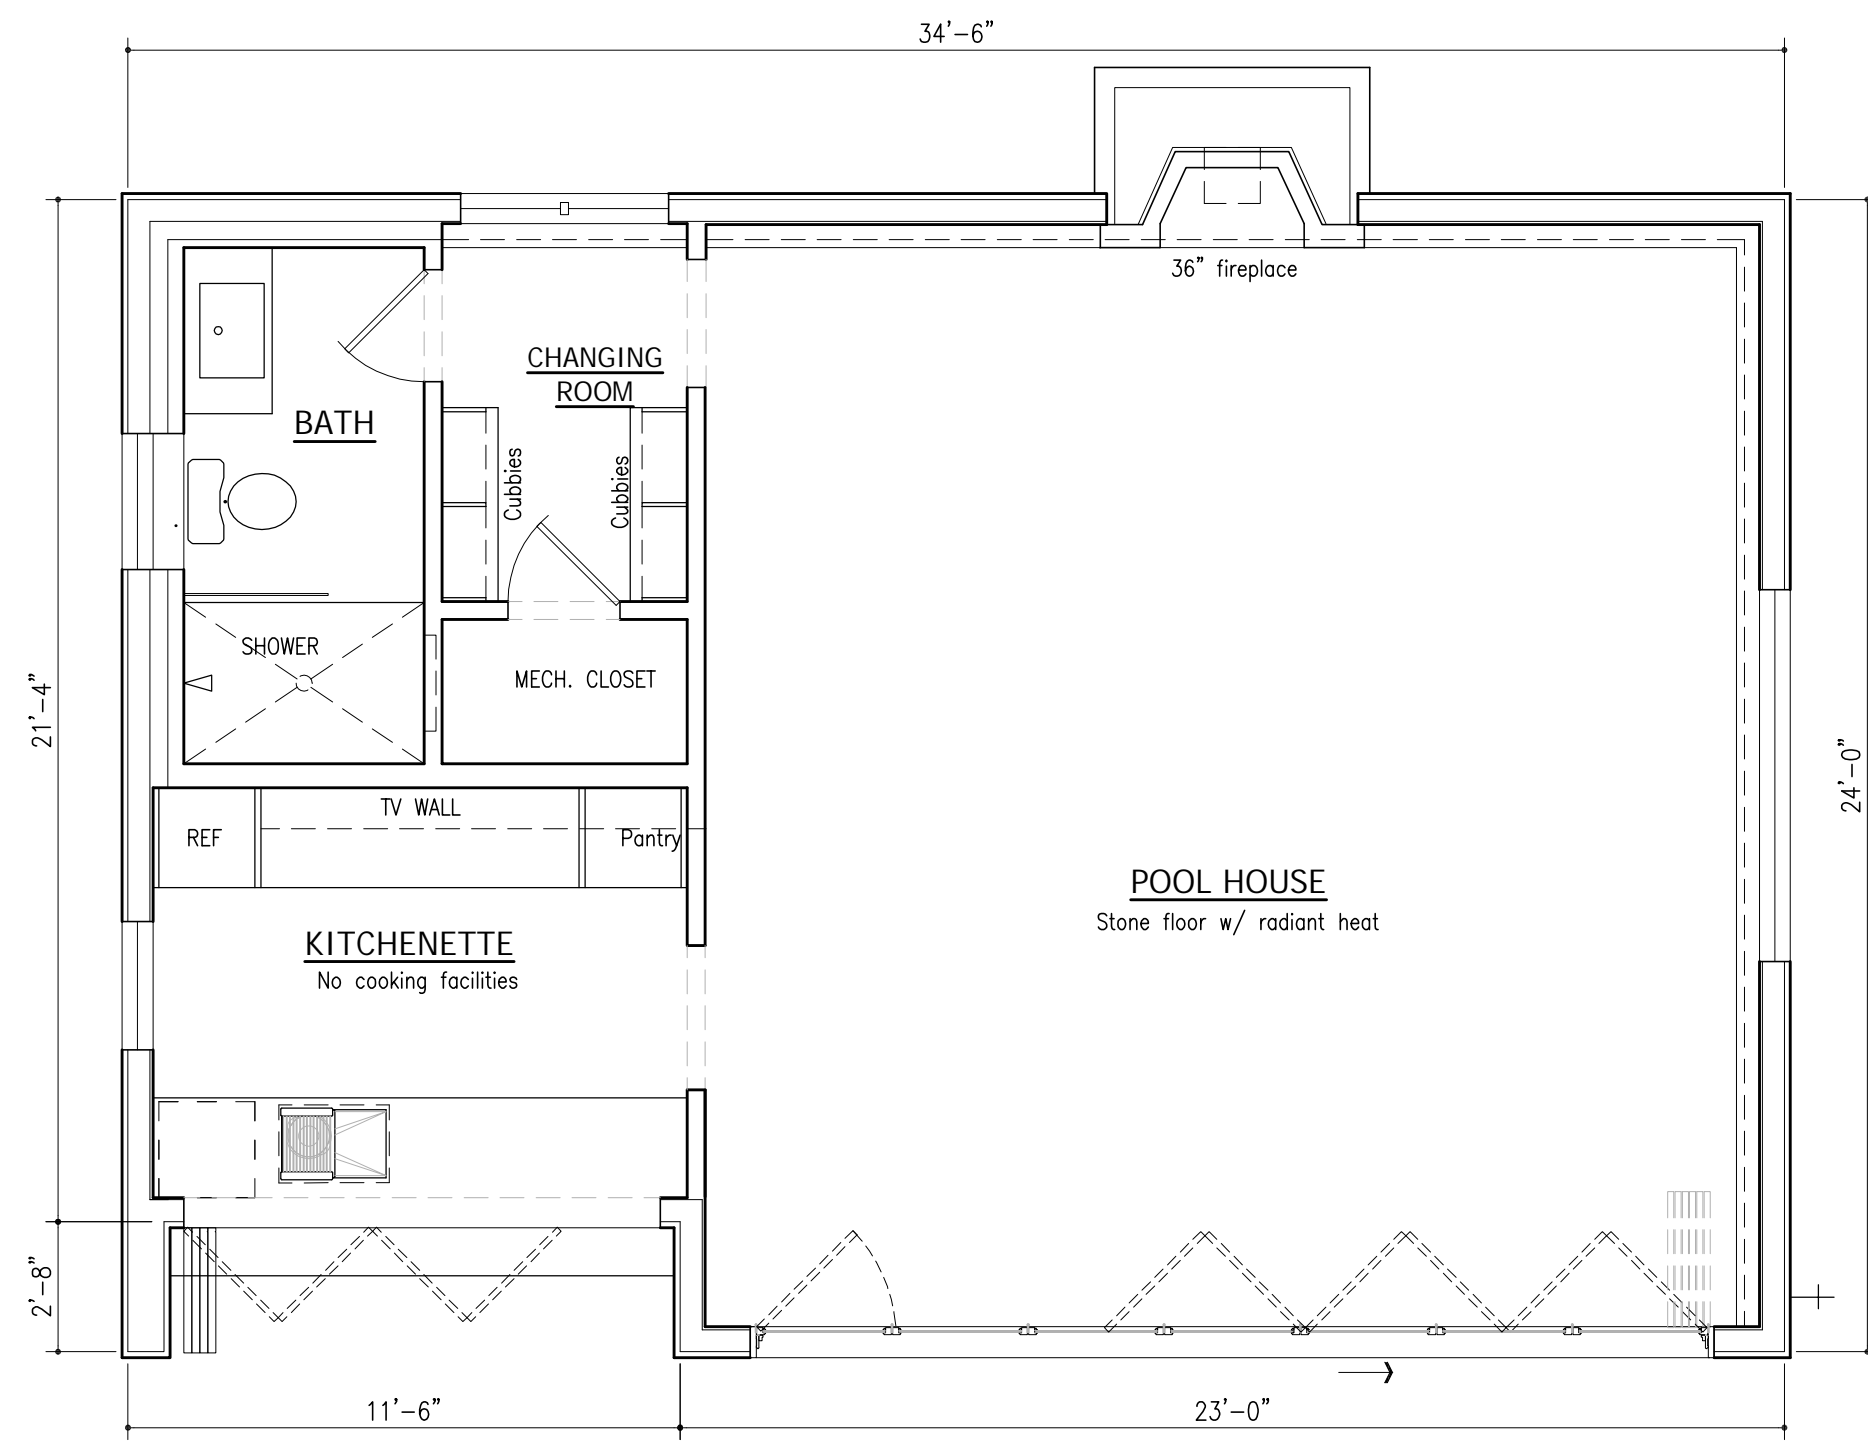 34'-6"
36" fireplace
CHANGING
ROOM
BATH
Cubbies
Cubbies
SHOWER
MECH. CLOSET
21'-4"
24'-0"
TV WALL
REF
Pantry
POOL HOUSE
Stone floor w/ radiant heat
KITCHENETTE
No cooking facilities
2'-8"
11'-6"
23'-0"